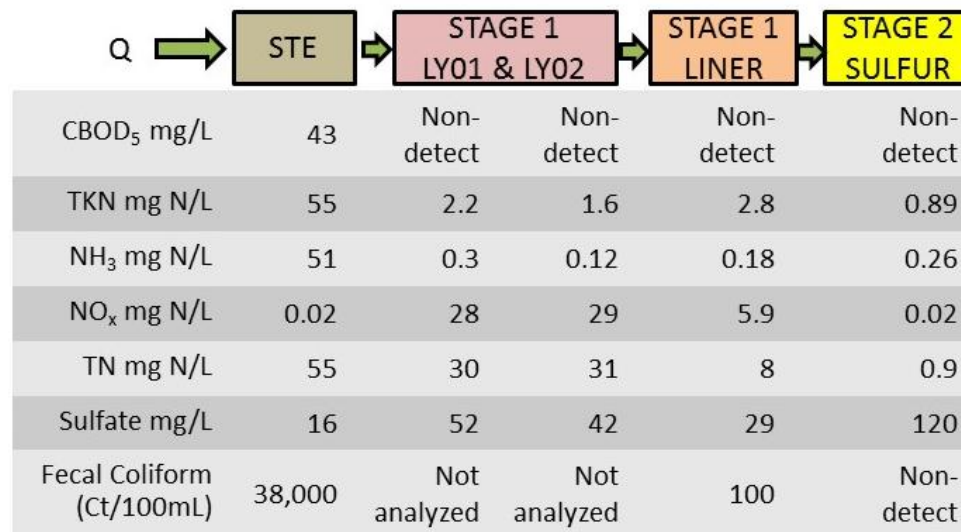 Q STE STAGE 1 STAGE 1 STAGE 2
LY01 & LY02 LINER SULFUR
CBOD₅ mg/L 43 Non-detect Non-detect Non-detect Non-detect
TKN mg N/L 55 2.2 1.6 2.8 0.89
NH₃ mg N/L 51 0.3 0.12 0.18 0.26
NOₓ mg N/L 0.02 28 29 5.9 0.02
TN mg N/L 55 30 31 8 0.9
Sulfate mg/L 16 52 42 29 120
Fecal Coliform Not Not Non-
(Ct/100mL) 38,000 analyzed analyzed 100 detect